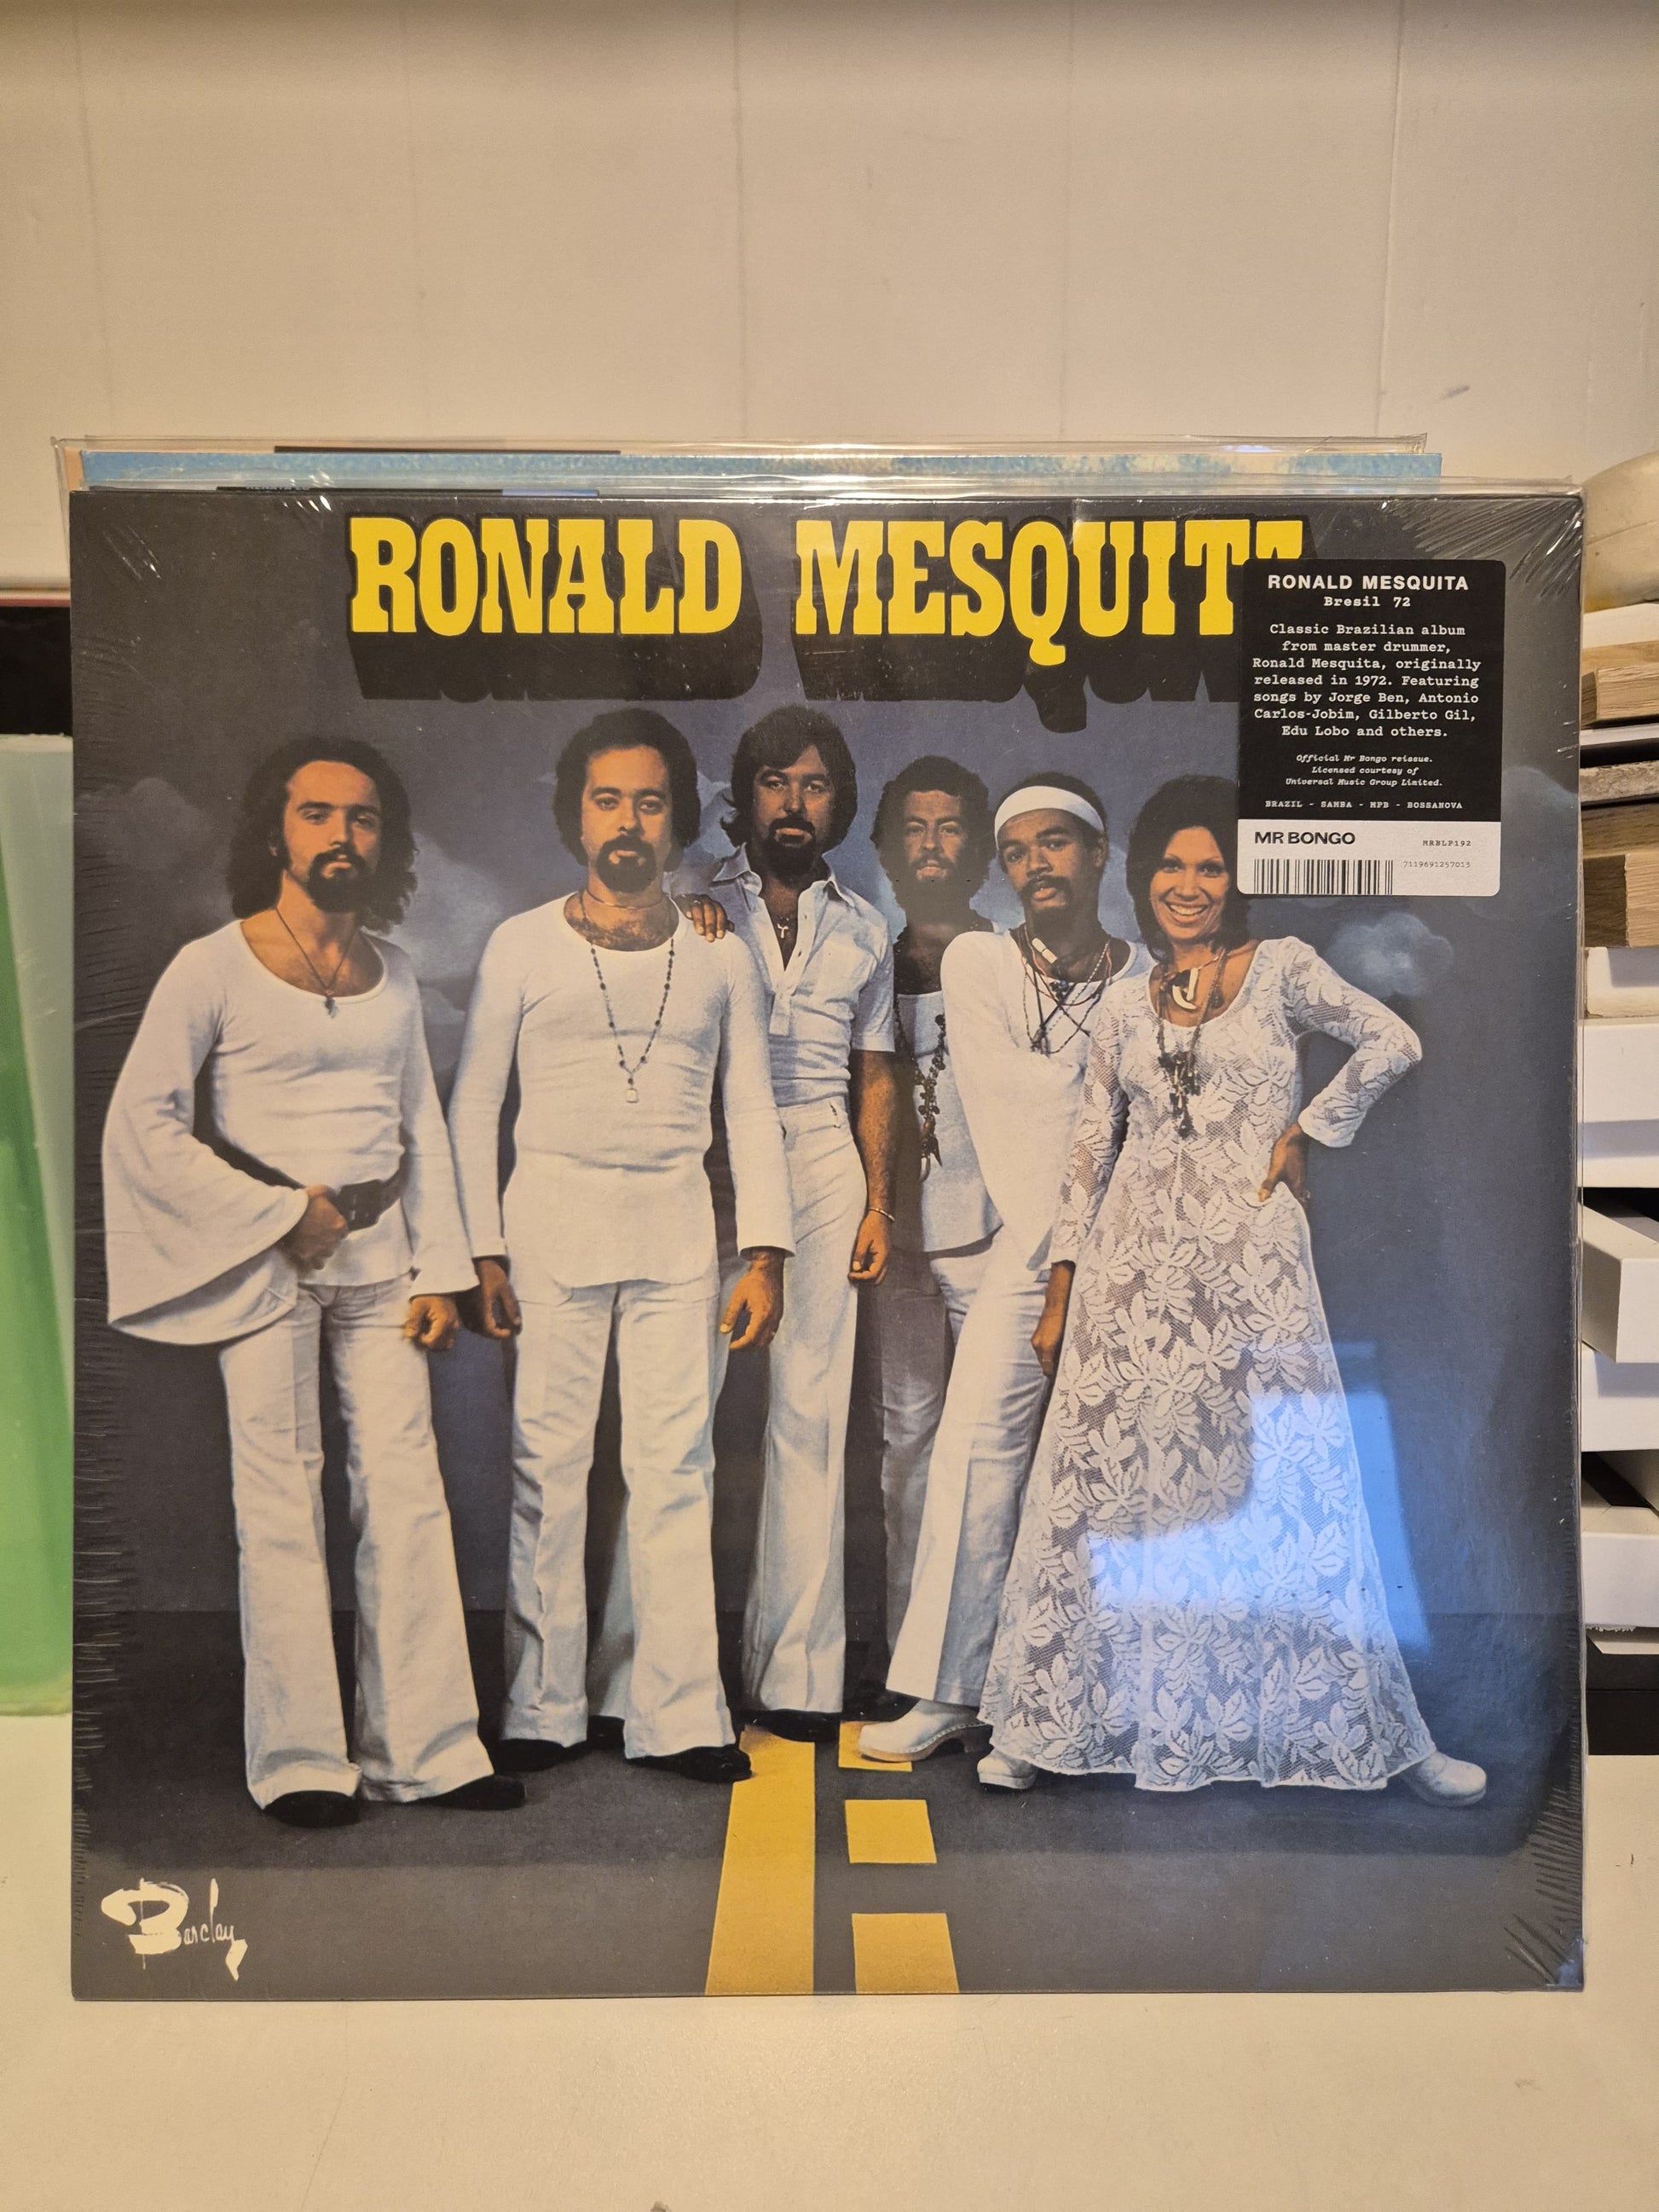 RONALD MESQUIT
RONALD MESQUITA
Bresil 72
Classic Brazilian album
from master drummer,
Ronald Mesquita, originally
released in 1972. Featuring
songs by Jorge Ben, Antonio
Carlos-Jobim, Gilberto Gil,
Edu Lobo and others.
Official Mr Bongo reissue.
Licensed courtesy of
Universal Music Group Limited.
BRAZIL - SAMBA - MPB - BOSSANOVA
MR BONGO
MRBLP192
7119691257013
Barclay